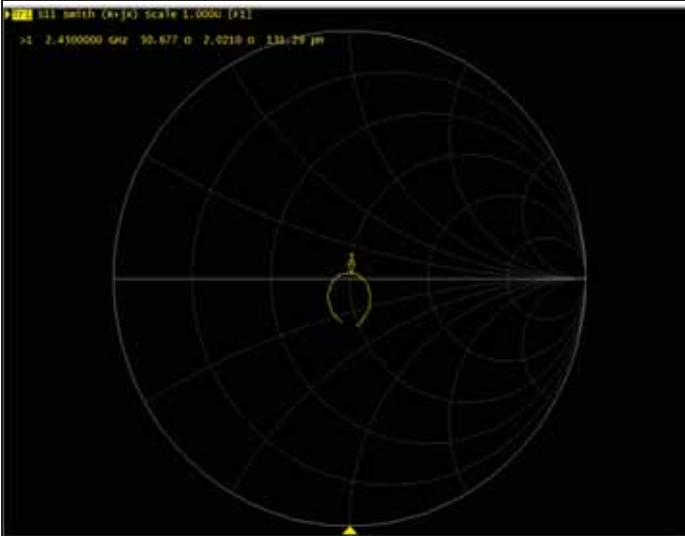 Tr1 S11 Smith (R+jX) Scale 1.000U [F1]
>1 2.4500000 GHz 50.677 Ω 2.0210 Ω 131.29 pH